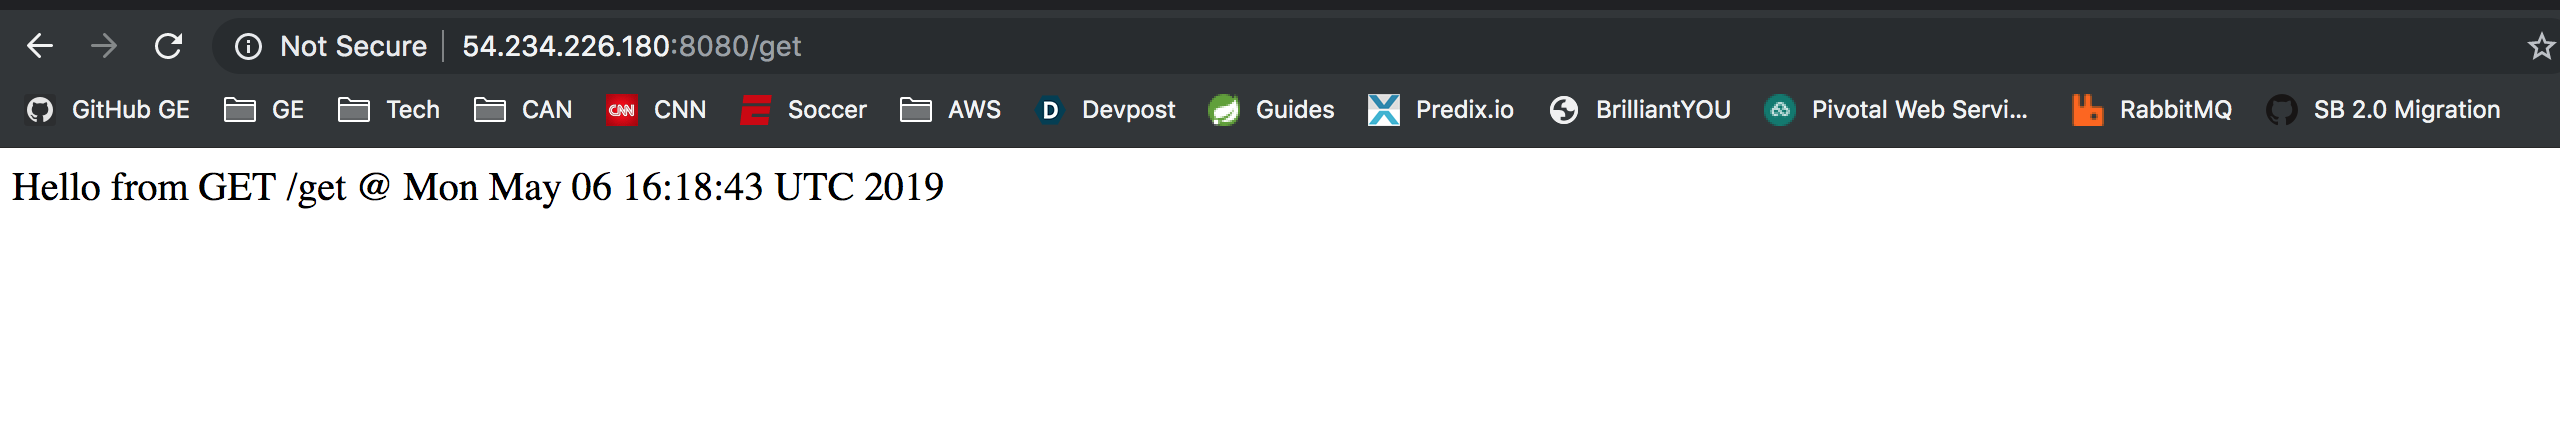 Not Secure | 54.234.226.180:8080/get
GitHub GE GE Tech CAN CNN CNN Soccer AWS D Devpost Guides Predix.io BrilliantYOU Pivotal Web Servi... RabbitMQ SB 2.0 Migration
Hello from GET /get @ Mon May 06 16:18:43 UTC 2019